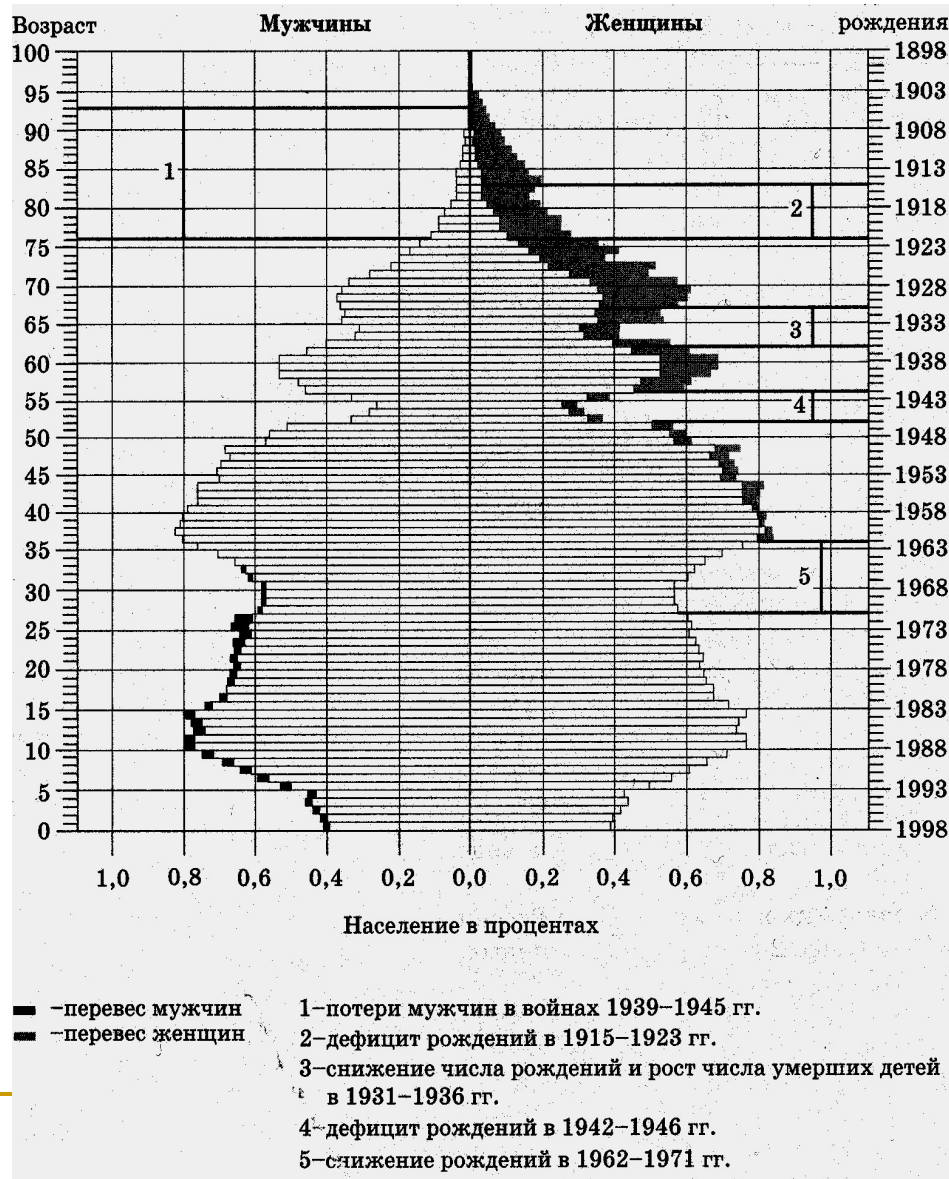 Возраст Мужчины Женщины рождения
100 1898
95 1903
90 1908
85 1913
80 1918
75 1923
70 1928
65 1933
60 1938
55 1943
50 1948
45 1953
40 1958
35 1963
30 1968
25 1973
20 1978
15 1983
10 1988
5 1993
0 1998
1
2
3
4
5
1,0 0,8 0,6 0,4 0,2 0,0 0,2 0,4 0,6 0,8 1,0
Население в процентах
–перевес мужчин
–перевес женщин
1–потери мужчин в войнах 1939–1945 гг.
2–дефицит рождений в 1915–1923 гг.
3–снижение числа рождений и рост числа умерших детей
в 1931–1936 гг.
4–дефицит рождений в 1942–1946 гг.
5–снижение рождений в 1962–1971 гг.